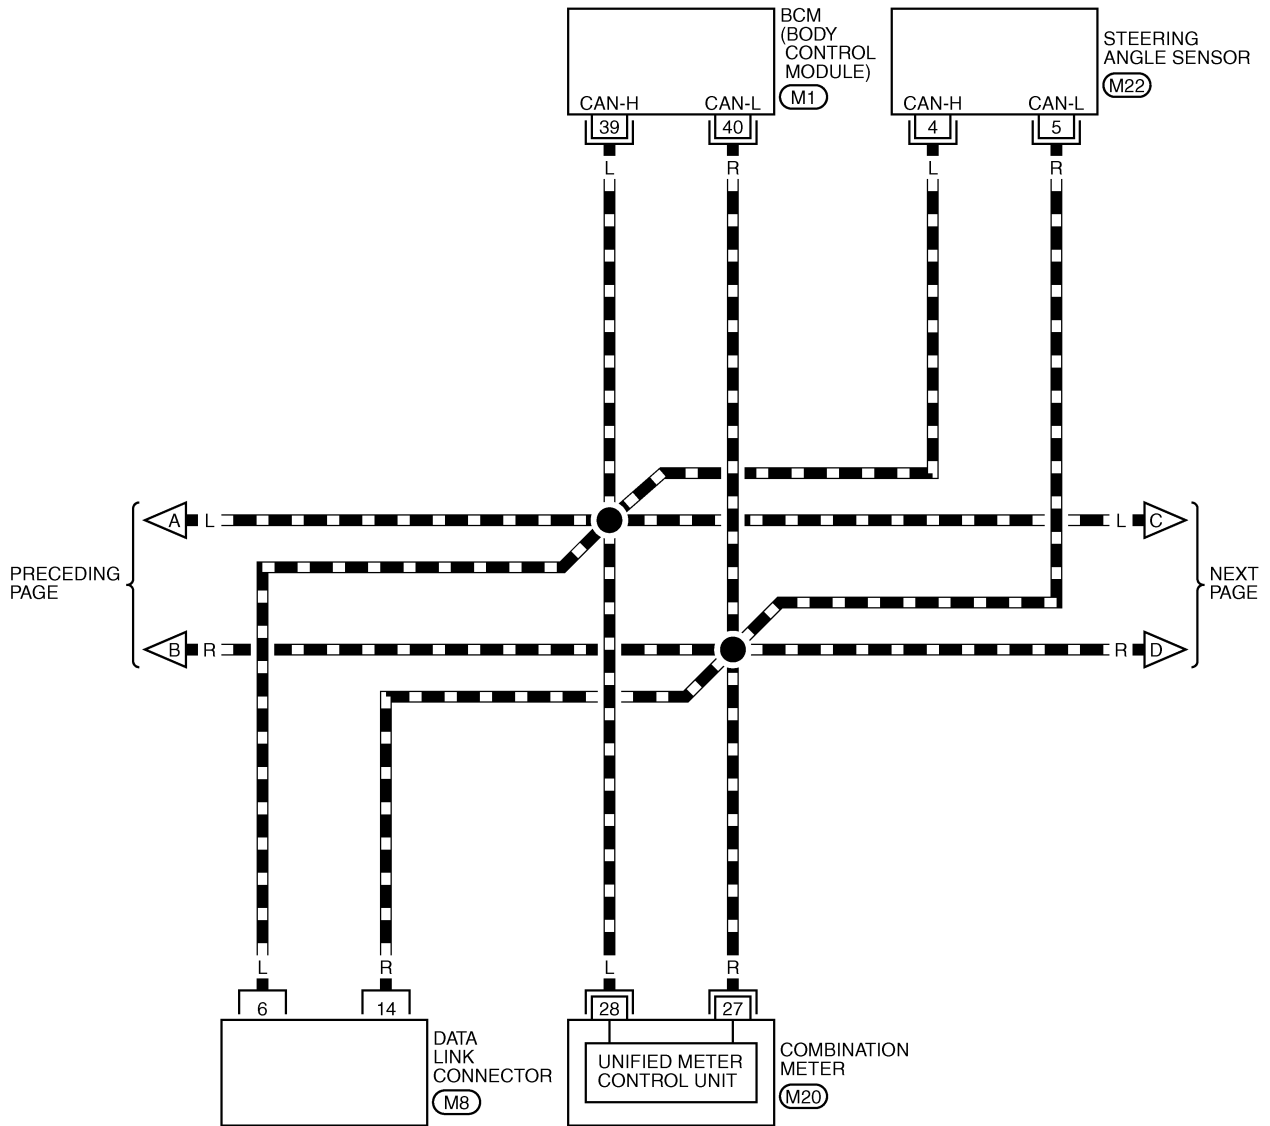 BCM
(BODY
CONTROL
MODULE)
M1
STEERING
ANGLE SENSOR
M22
CAN-H CAN-L
CAN-H CAN-L
39 40 4 5
L R L R
A L
L C
PRECEDING
PAGE
NEXT
PAGE
B R
R D
L R L R
6 14 28 27
DATA
LINK
CONNECTOR
M8
UNIFIED METER
CONTROL UNIT
COMBINATION
METER
M20